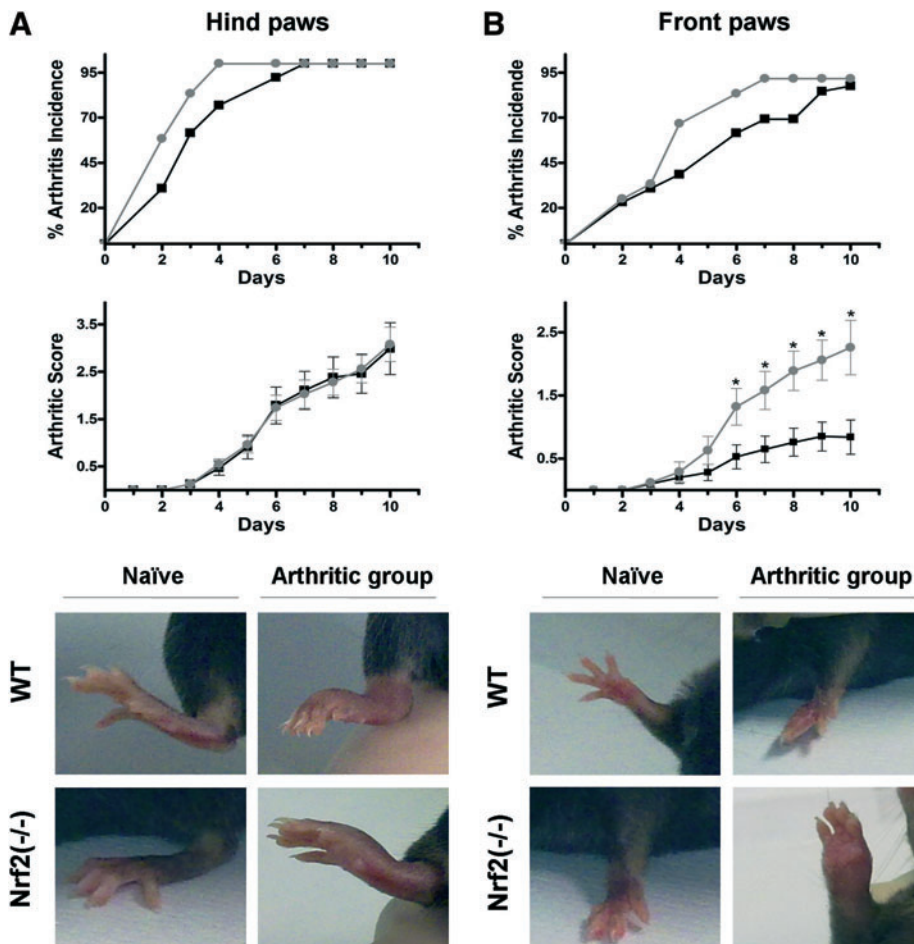 A Hind paws
% Arthritis Incidence
95
70
45
20
0 2 4 6 8 10
Days
Arthritic Score
3.5
2.5
1.5
0.5
0 2 4 6 8 10
Days
Naïve Arthritic group
WT
Nrf2(-/-)
B Front paws
% Arthritis Incidende
95
70
45
20
0 2 4 6 8 10
Days
Arthritic Score
2.5
1.5
0.5
* * * * *
0 2 4 6 8 10
Days
Naïve Arthritic group
WT
Nrf2(-/-)